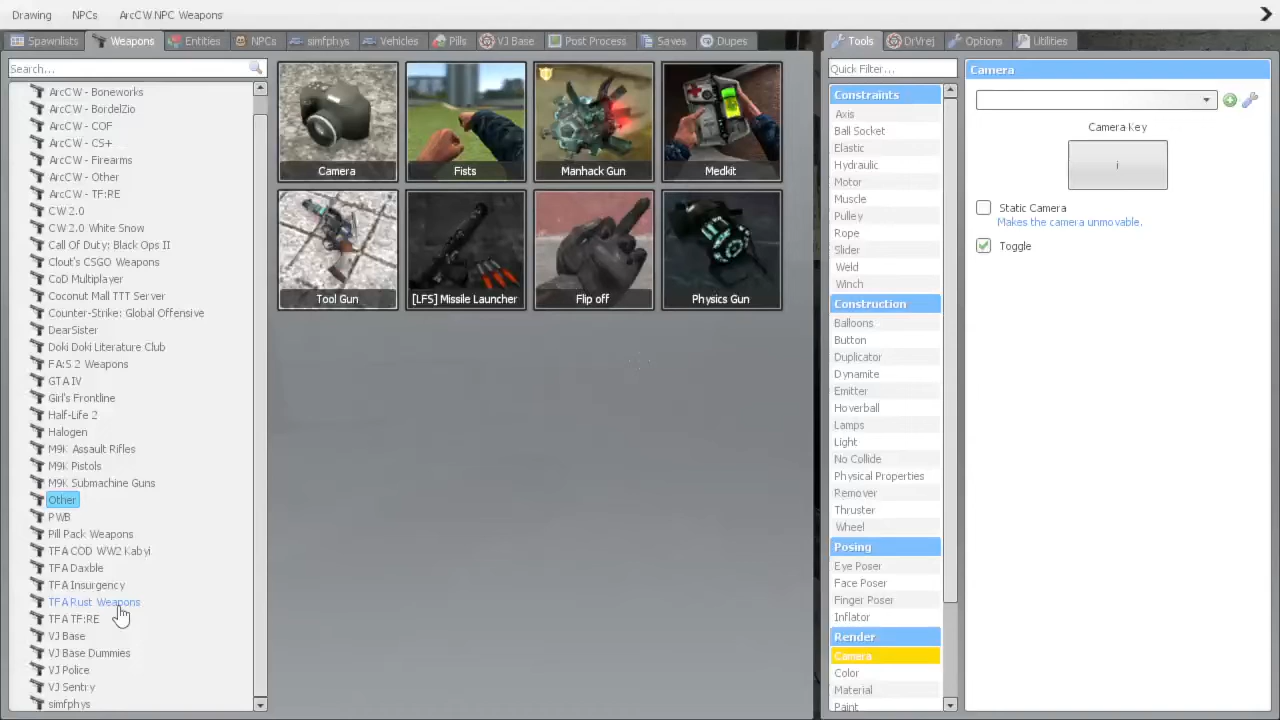 Drawing NPCs ArcCW NPC Weapons
Spawnlists Weapons Entities NPCs simfphys Vehicles Pills VJ Base Post Process Saves Dupes
Tools DrVrej Options Utilities
Search...
ArcCW - Boneworks
ArcCW - BordelZio
ArcCW - COF
ArcCW - CS+
ArcCW - Firearms
ArcCW - Other
ArcCW - TF:RE
CW 2.0
CW 2.0 White Snow
Call Of Duty: Black Ops II
Clout's CSGO Weapons
CoD Multiplayer
Coconut Mall TTT Server
Counter-Strike: Global Offensive
DearSister
Doki Doki Literature Club
FA:S 2 Weapons
GTA IV
Girl's Frontline
Half-Life 2
Halogen
M9K Assault Rifles
M9K Pistols
M9K Submachine Guns
Other
PWB
Pill Pack Weapons
TFA COD WW2 Kabyi
TFA Daxble
TFA Insurgency
TFA Rust Weapons
TFA TF:RE
VJ Base
VJ Base Dummies
VJ Police
VJ Sentry
simfphys
Camera
Fists
Manhack Gun
Medkit
Tool Gun
[LFS] Missile Launcher
Flip off
Physics Gun
Quick Filter...
Constraints
Axis
Ball Socket
Elastic
Hydraulic
Motor
Muscle
Pulley
Rope
Slider
Weld
Winch
Construction
Balloons
Button
Duplicator
Dynamite
Emitter
Hoverball
Lamps
Light
No Collide
Physical Properties
Remover
Thruster
Wheel
Posing
Eye Poser
Face Poser
Finger Poser
Inflator
Render
Camera
Color
Material
Paint
Camera
Camera Key
i
Static Camera
Makes the camera unmovable.
Toggle